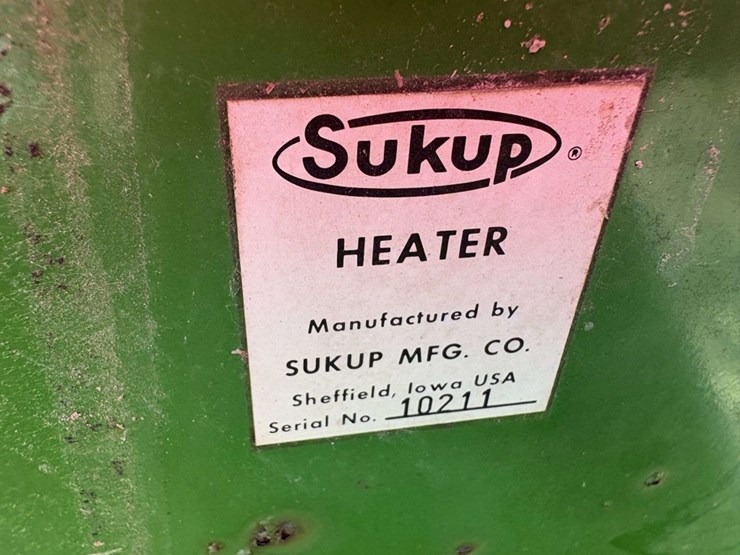 Sukup®
HEATER
Manufactured by
SUKUP MFG. CO.
Sheffield, Iowa USA
Serial No. 10211